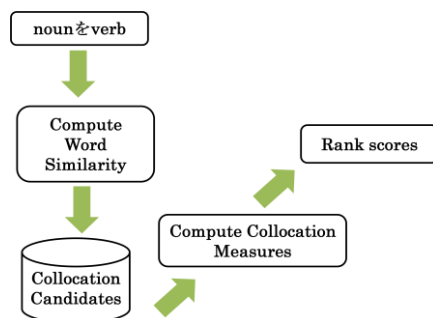 nounをverb
Compute
Word
Similarity
Collocation
Candidates
Compute Collocation
Measures
Rank scores